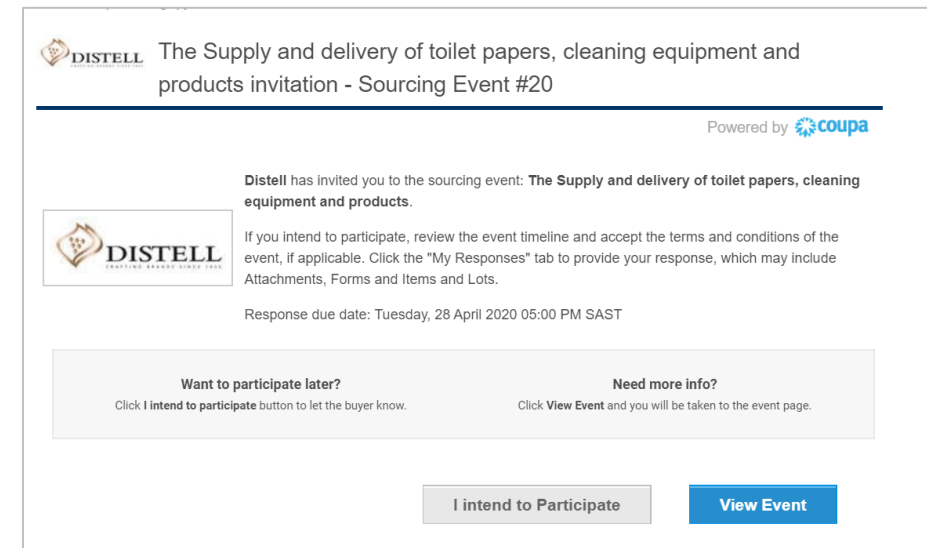 DISTELL
The Supply and delivery of toilet papers, cleaning equipment and
products invitation - Sourcing Event #20
Powered by coupa
Distell has invited you to the sourcing event: The Supply and delivery of toilet papers, cleaning
equipment and products.
DISTELL
CRAFTING BRANDS SINCE 1925
If you intend to participate, review the event timeline and accept the terms and conditions of the
event, if applicable. Click the "My Responses" tab to provide your response, which may include
Attachments, Forms and Items and Lots.
Response due date: Tuesday, 28 April 2020 05:00 PM SAST
Want to participate later?
Click I intend to participate button to let the buyer know.
Need more info?
Click View Event and you will be taken to the event page.
I intend to Participate
View Event